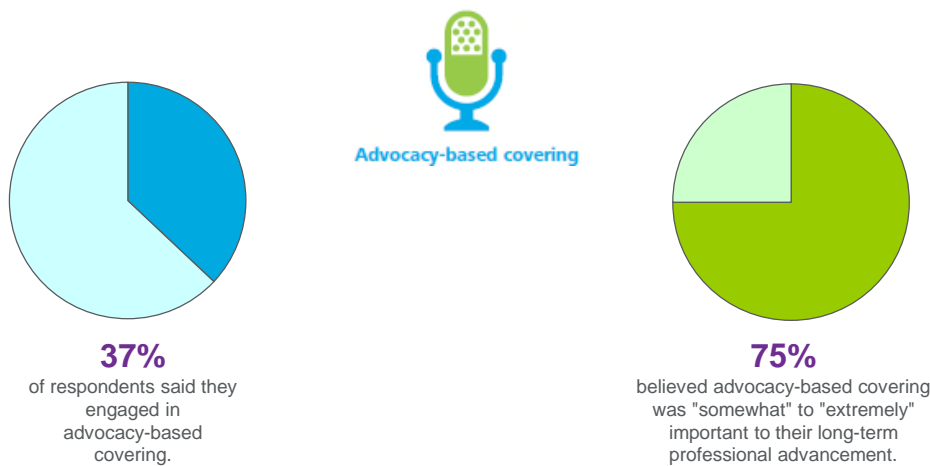 Advocacy-based covering
37%
of respondents said they
engaged in
advocacy-based
covering.
75%
believed advocacy-based covering
was "somewhat" to "extremely"
important to their long-term
professional advancement.